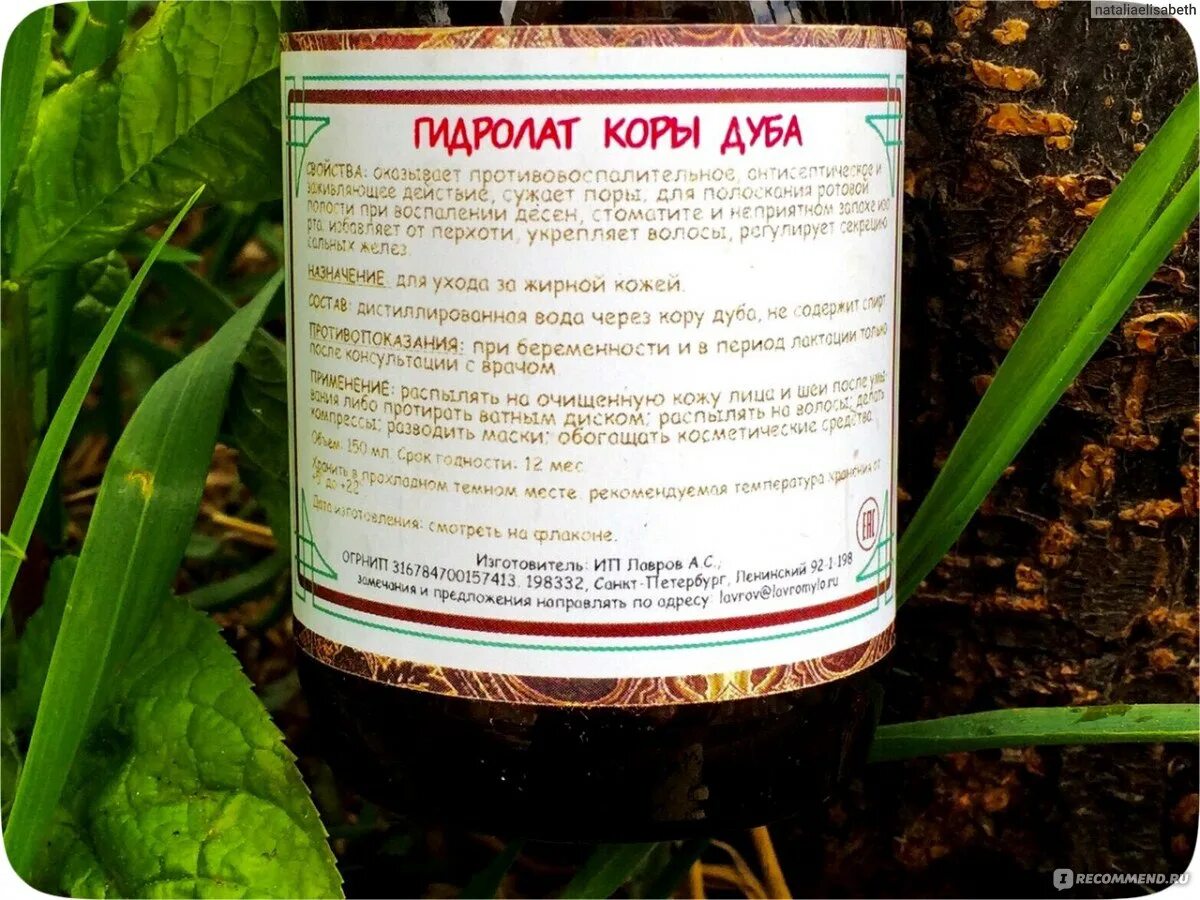 nataliaelisabeth
ГИДРОЛАТ КОРЫ ДУБА
СВОЙСТВА: оказывает противовоспалительное, антисептическое и
заживляющее действие, сужает поры; для полоскания ротовой
полости при воспалении десен, стоматите и неприятном запахе изо
рта; избавляет от перхоти, укрепляет волосы, регулирует секрецию
сальных желез.
НАЗНАЧЕНИЕ: для ухода за жирной кожей.
СОСТАВ: дистиллированная вода через кору дуба, не содержит спирт
ПРОТИВОПОКАЗАНИЯ: при беременности и в период лактации только
после консультации с врачом
ПРИМЕНЕНИЕ: распылять на очищенную кожу лица и шеи после умы
вания либо протирать ватным диском; распылять на волосы; делать
компрессы; разводить маски; обогащать косметические средства.
Объем: 150 мл. Срок годности: 12 мес.
Хранить в прохладном темном месте. рекомендуемая температура хранения от
+5 до +22
Дата изготовления: смотреть на флаконе.
EAC
Изготовитель: ИП Лавров А.С.,
ОГРНИП 316784700157413, 198332, Санкт-Петербург, Ленинский 92-1-198
замечания и предложения направлять по адресу: lavrov@lavromylo.ru
IRECOMMEND.RU